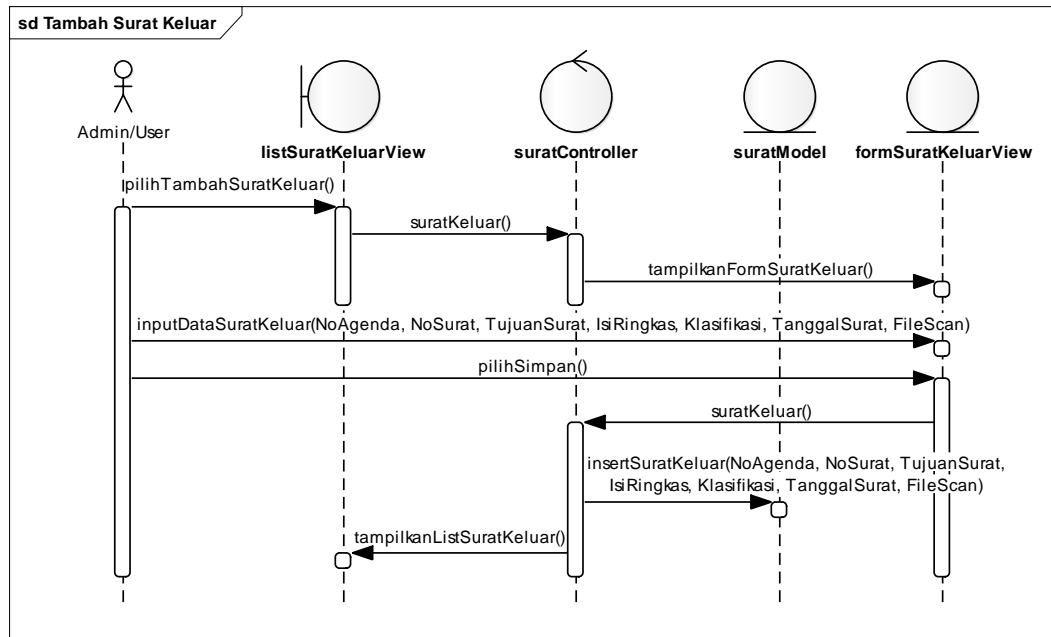 sd Tambah Surat Keluar
Admin/User
listSuratKeluarView
suratController
suratModel
formSuratKeluarView
pilihTambahSuratKeluar()
suratKeluar()
tampilkanFormSuratKeluar()
inputDataSuratKeluar(NoAgenda, NoSurat, TujuanSurat, IsiRingkas, Klasifikasi, TanggalSurat, FileScan)
pilihSimpan()
suratKeluar()
insertSuratKeluar(NoAgenda, NoSurat, TujuanSurat,
IsiRingkas, Klasifikasi, TanggalSurat, FileScan)
tampilkanListSuratKeluar()